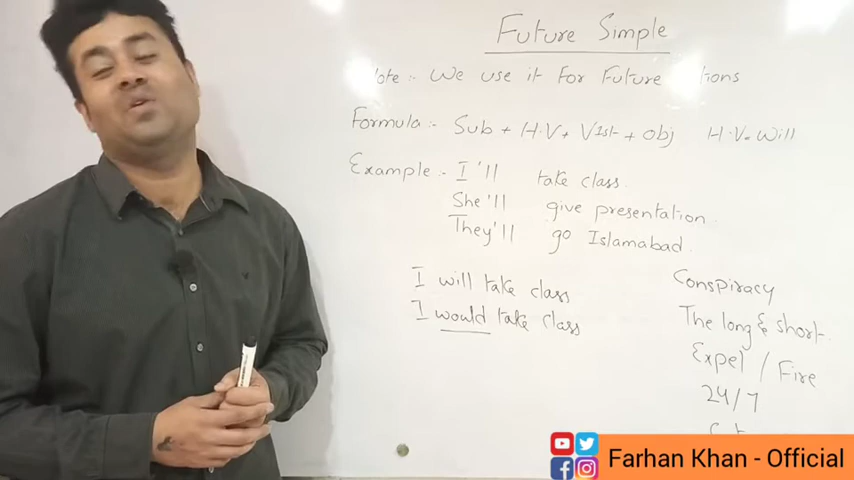 Future Simple
Note:- We use it for Future
Formula:- Sub + H.V + V1st + obj H.V = Will
Example:- I'll take class.
She'll give presentation.
They'll go Islamabad.
I will take class
I would take class
Conspiracy
The long & short.
Expel / Fire
24/7
Farhan Khan - Official